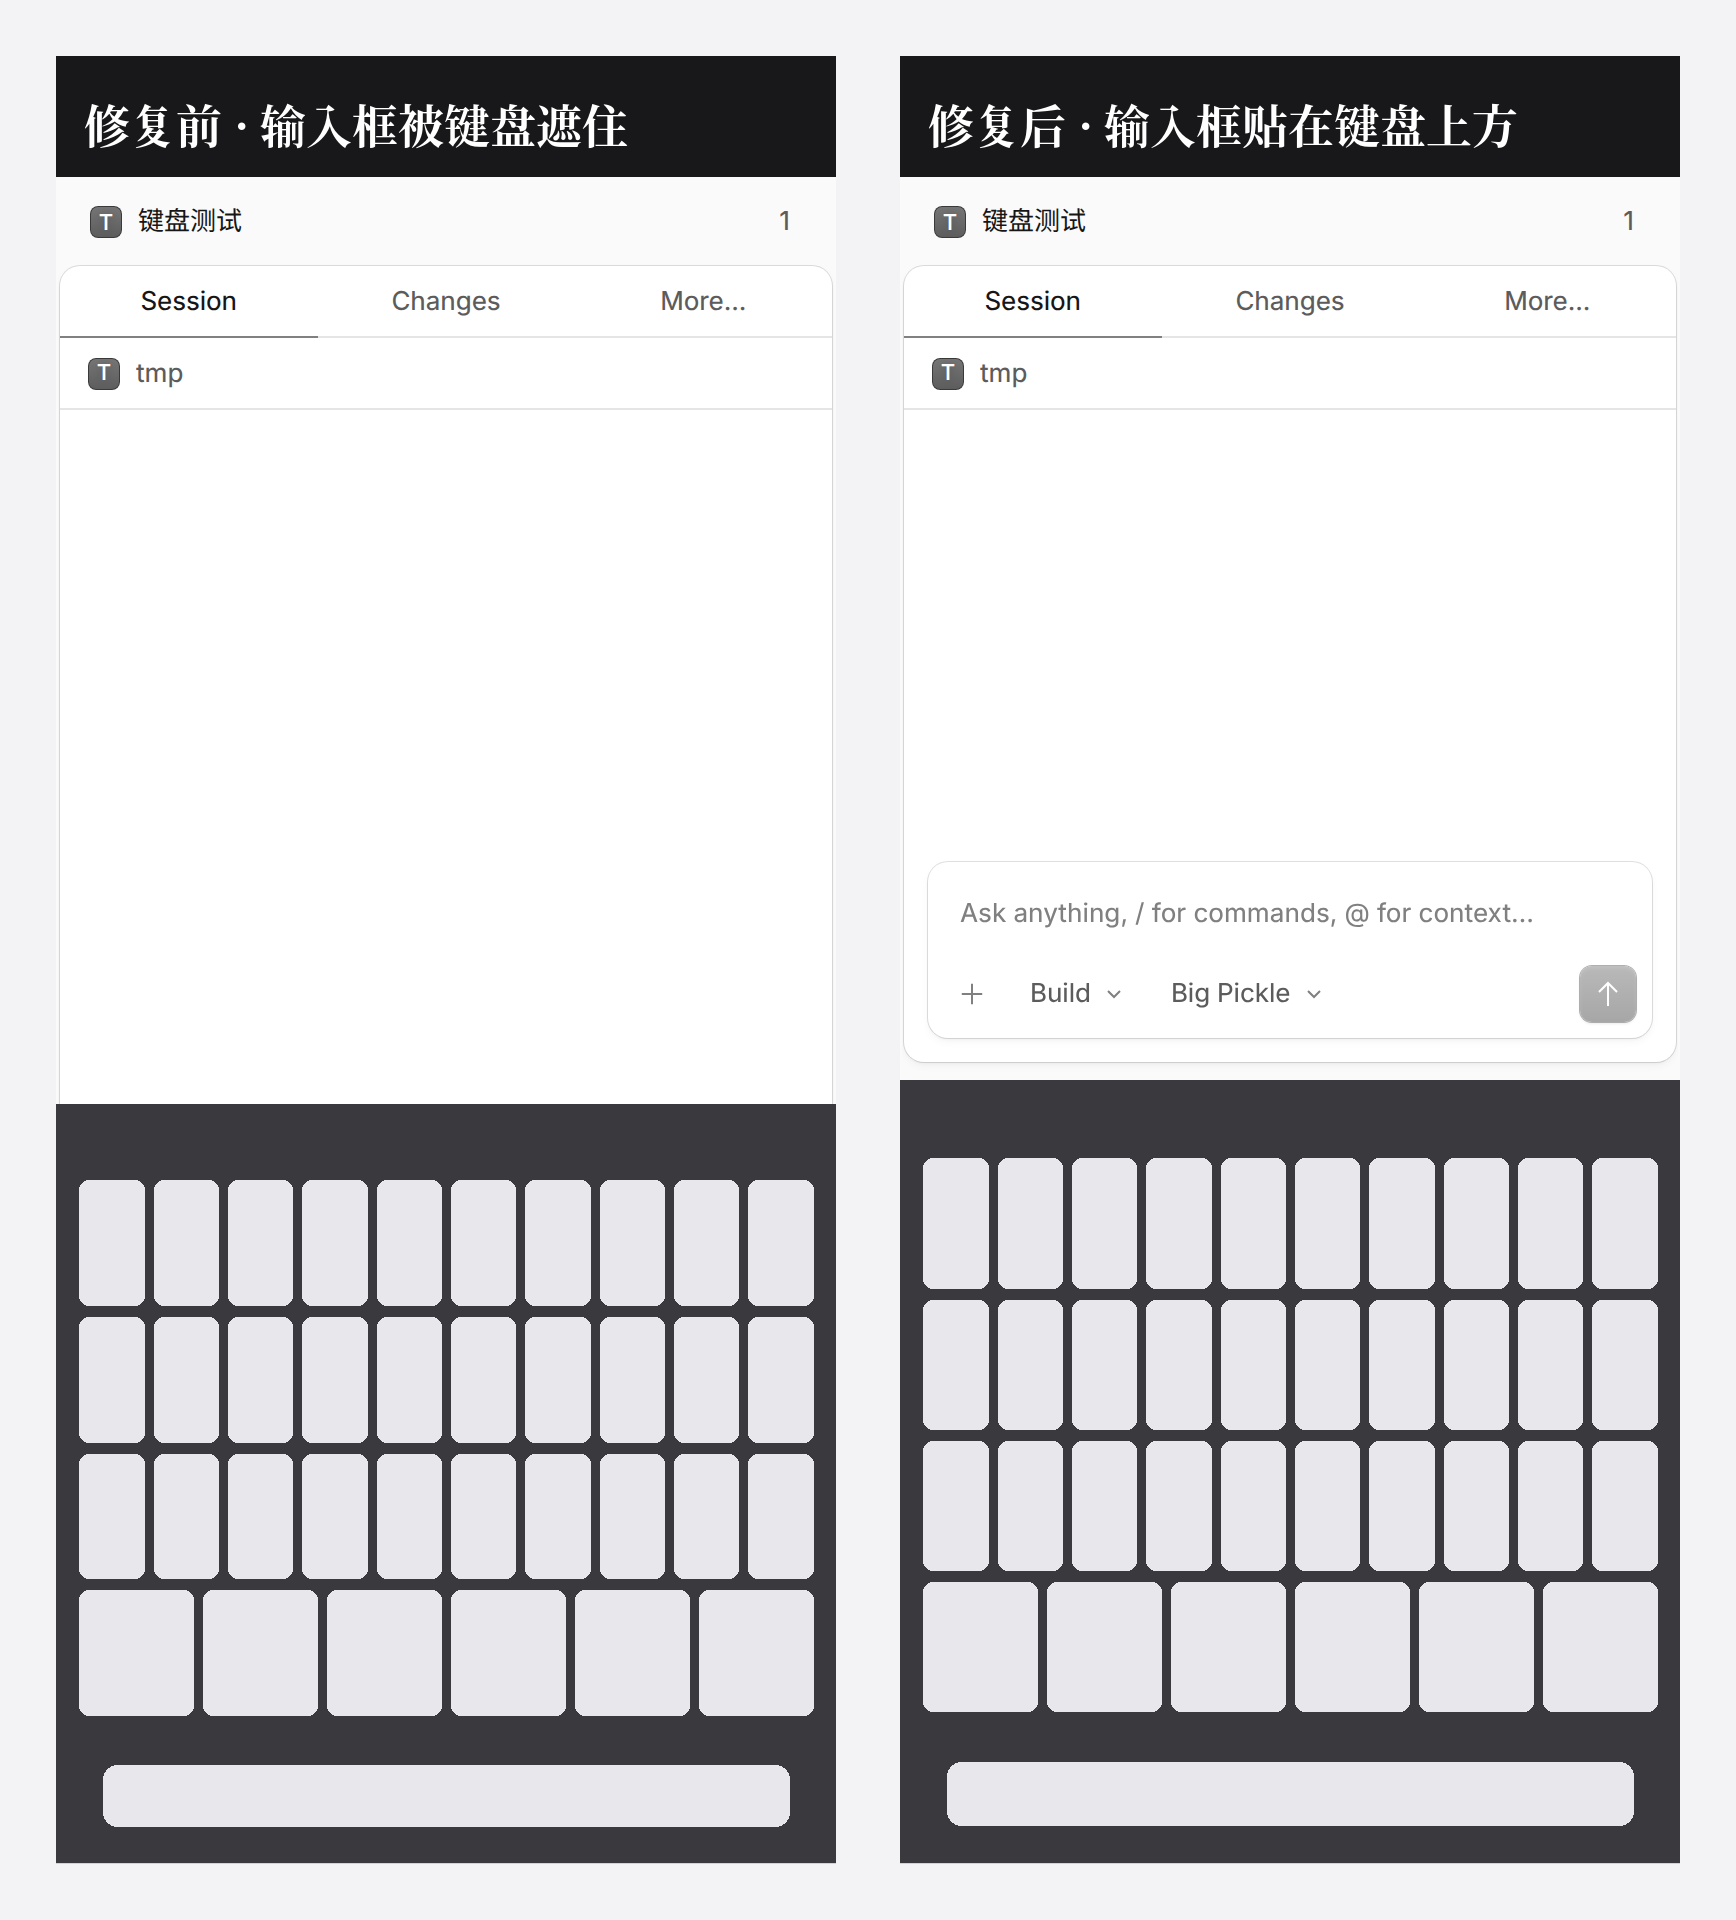 修复前 · 输入框被键盘遮住
T 键盘测试 1
Session Changes More...
T tmp
修复后 · 输入框贴在键盘上方
T 键盘测试 1
Session Changes More...
T tmp
Ask anything, / for commands, @ for context...
Build Big Pickle